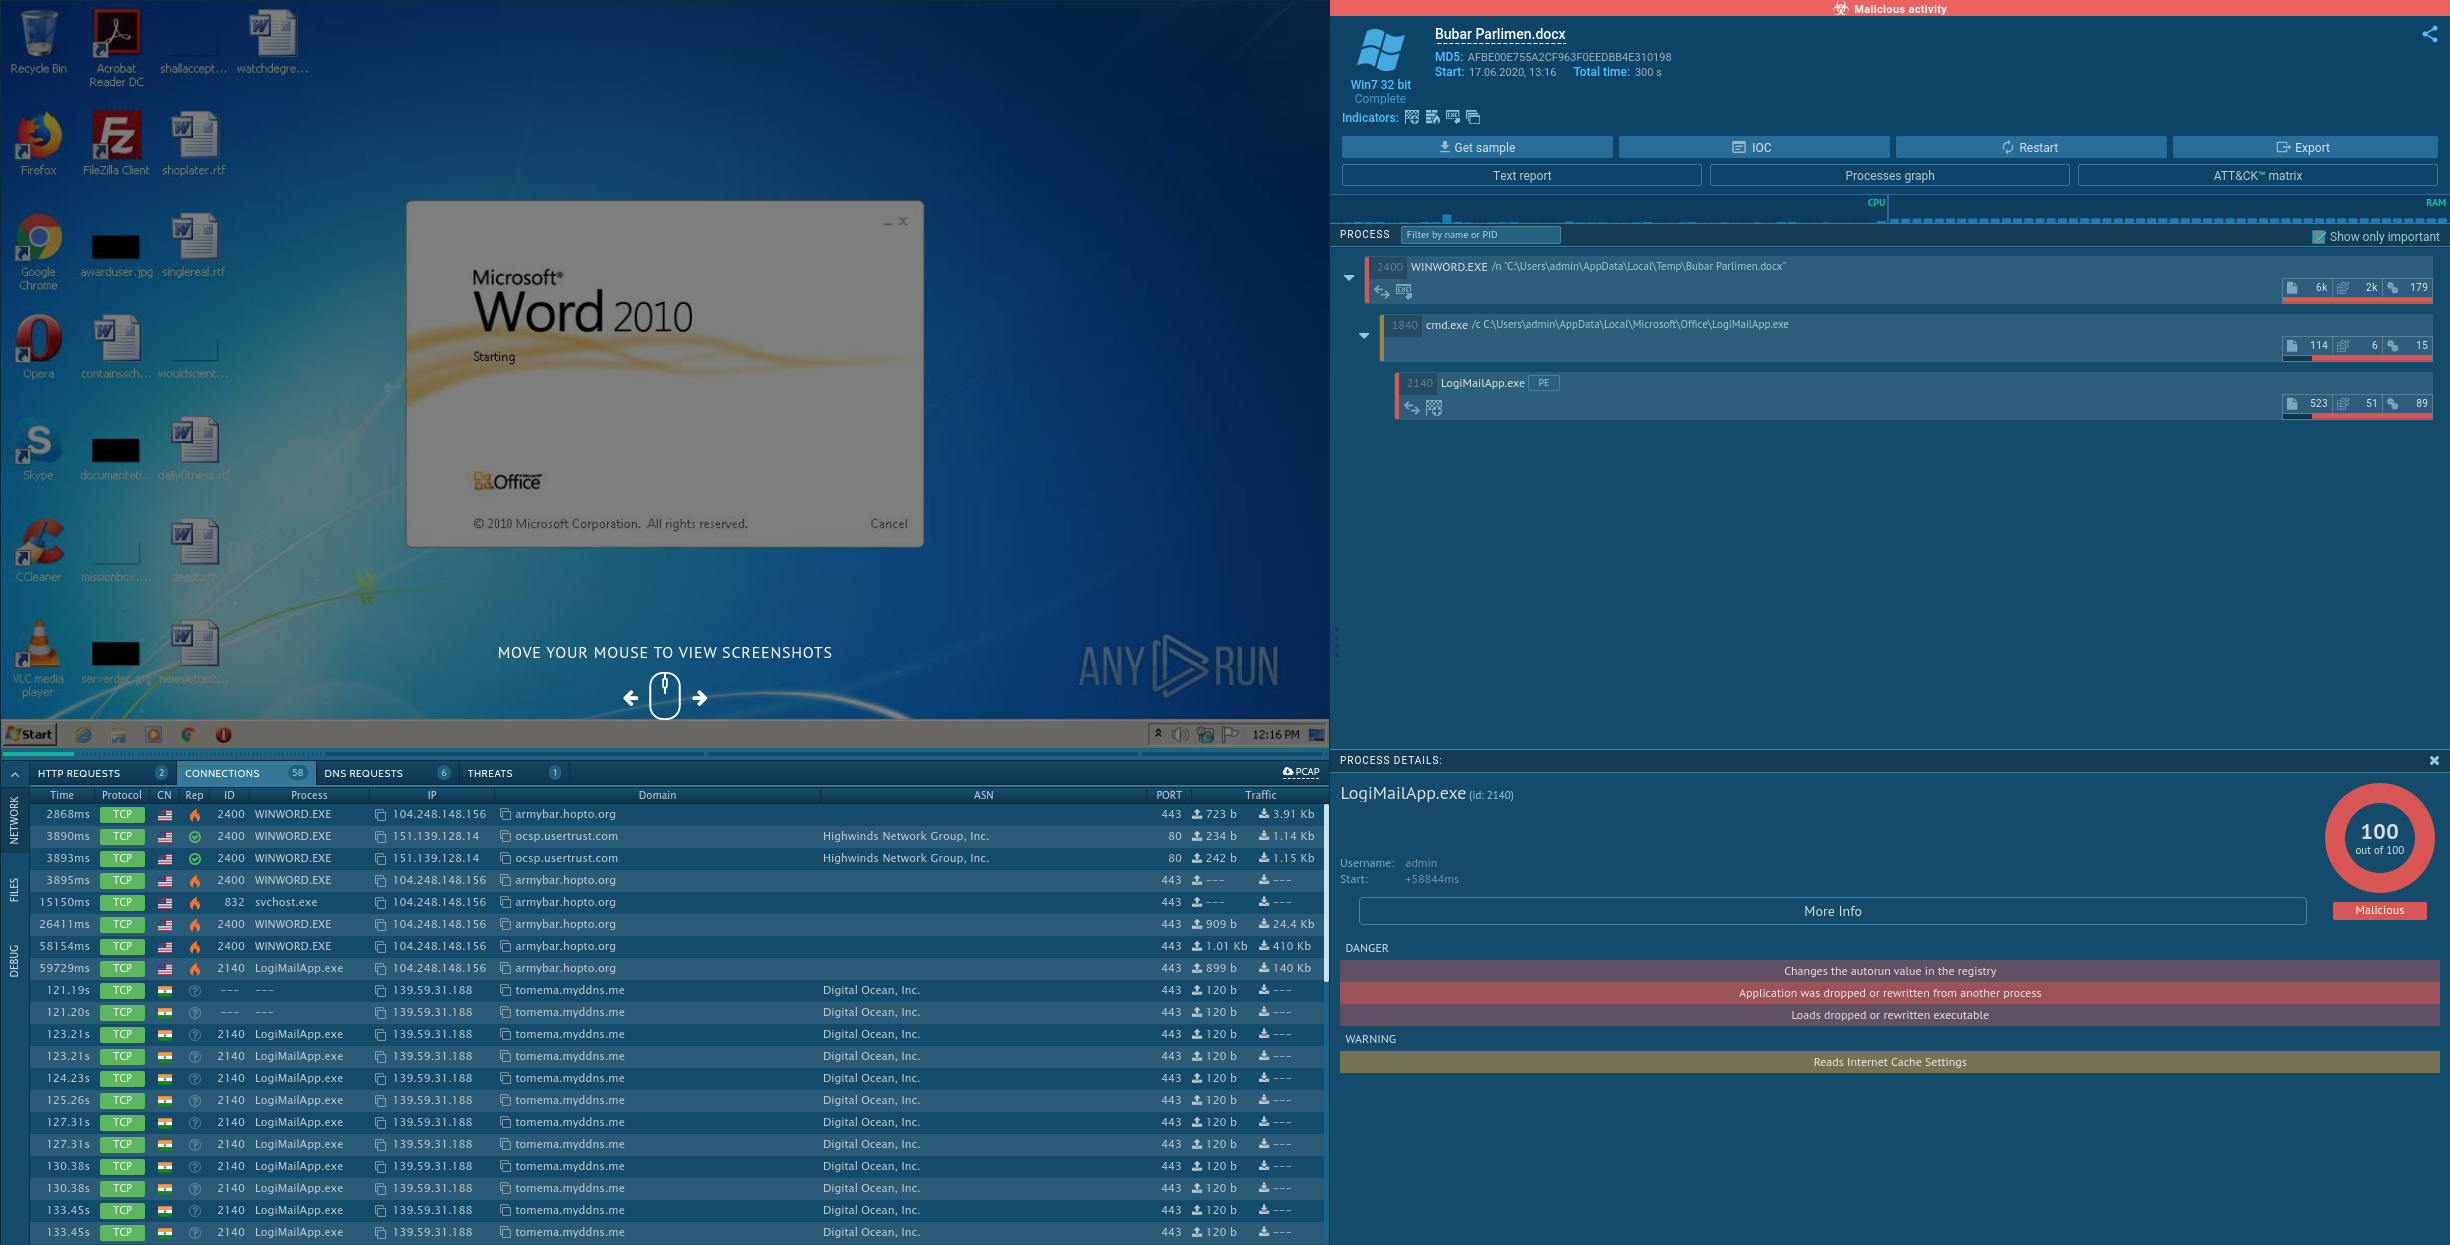 Recycle Bin
Acrobat Reader DC
shallaccept...
watchdegre...
Firefox
FileZilla Client
shoplater.rtf
Google Chrome
awarduser.jpg
singlereal.rtf
Opera
containssch...
wouldscient...
Skype
documentati...
dailyfitness.rtf
CCleaner
missionbox....
deast.rtf
VLC media player
serverdec.jpg
newslettert...
Microsoft®
Word 2010
Starting
Office
© 2010 Microsoft Corporation. All rights reserved.
Cancel
MOVE YOUR MOUSE TO VIEW SCREENSHOTS
ANY RUN
Start
12:16 PM
HTTP REQUESTS 2
CONNECTIONS 58
DNS REQUESTS 6
THREATS 1
PCAP
NETWORK
FILES
DEBUG
Time Protocol CN Rep ID Process IP Domain ASN PORT Traffic
2868ms TCP 2400 WINWORD.EXE 104.248.148.156 armybar.hopto.org 443 723 b 3.91 Kb
3890ms TCP 2400 WINWORD.EXE 151.139.128.14 ocsp.usertrust.com Highwinds Network Group, Inc. 80 234 b 1.14 Kb
3893ms TCP 2400 WINWORD.EXE 151.139.128.14 ocsp.usertrust.com Highwinds Network Group, Inc. 80 242 b 1.15 Kb
3895ms TCP 2400 WINWORD.EXE 104.248.148.156 armybar.hopto.org 443 --- ---
15150ms TCP 832 svchost.exe 104.248.148.156 armybar.hopto.org 443 --- ---
26411ms TCP 2400 WINWORD.EXE 104.248.148.156 armybar.hopto.org 443 909 b 24.4 Kb
58154ms TCP 2400 WINWORD.EXE 104.248.148.156 armybar.hopto.org 443 1.01 Kb 410 Kb
59729ms TCP 2140 LogiMailApp.exe 104.248.148.156 armybar.hopto.org 443 899 b 140 Kb
121.19s TCP --- --- 139.59.31.188 tomema.myddns.me Digital Ocean, Inc. 443 120 b ---
121.20s TCP --- --- 139.59.31.188 tomema.myddns.me Digital Ocean, Inc. 443 120 b ---
123.21s TCP 2140 LogiMailApp.exe 139.59.31.188 tomema.myddns.me Digital Ocean, Inc. 443 120 b ---
123.21s TCP 2140 LogiMailApp.exe 139.59.31.188 tomema.myddns.me Digital Ocean, Inc. 443 120 b ---
124.23s TCP 2140 LogiMailApp.exe 139.59.31.188 tomema.myddns.me Digital Ocean, Inc. 443 120 b ---
125.26s TCP 2140 LogiMailApp.exe 139.59.31.188 tomema.myddns.me Digital Ocean, Inc. 443 120 b ---
127.31s TCP 2140 LogiMailApp.exe 139.59.31.188 tomema.myddns.me Digital Ocean, Inc. 443 120 b ---
127.31s TCP 2140 LogiMailApp.exe 139.59.31.188 tomema.myddns.me Digital Ocean, Inc. 443 120 b ---
130.38s TCP 2140 LogiMailApp.exe 139.59.31.188 tomema.myddns.me Digital Ocean, Inc. 443 120 b ---
130.38s TCP 2140 LogiMailApp.exe 139.59.31.188 tomema.myddns.me Digital Ocean, Inc. 443 120 b ---
133.45s TCP 2140 LogiMailApp.exe 139.59.31.188 tomema.myddns.me Digital Ocean, Inc. 443 120 b ---
133.45s TCP 2140 LogiMailApp.exe 139.59.31.188 tomema.myddns.me Digital Ocean, Inc. 443 120 b ---
Malicious activity
Bubar Parlimen.docx
MD5: AFBE00E755A2CF963F0EEDBB4E310198
Start: 17.06.2020, 13:16 Total time: 300 s
Win7 32 bit
Complete
Indicators:
Get sample
IOC
Restart
Export
Text report
Processes graph
ATT&CK™ matrix
CPU
RAM
PROCESS Filter by name or PID
Show only important
2400 WINWORD.EXE /n "C:\Users\admin\AppData\Local\Temp\Bubar Parlimen.docx"
EXE
6k 2k 179
1840 cmd.exe /c C:\Users\admin\AppData\Local\Microsoft\Office\LogiMailApp.exe
114 6 15
2140 LogiMailApp.exe PE
523 51 89
PROCESS DETAILS:
LogiMailApp.exe (id: 2140)
100
out of 100
Username: admin
Start: +58844ms
More Info
Malicious
DANGER
Changes the autorun value in the registry
Application was dropped or rewritten from another process
Loads dropped or rewritten executable
WARNING
Reads Internet Cache Settings